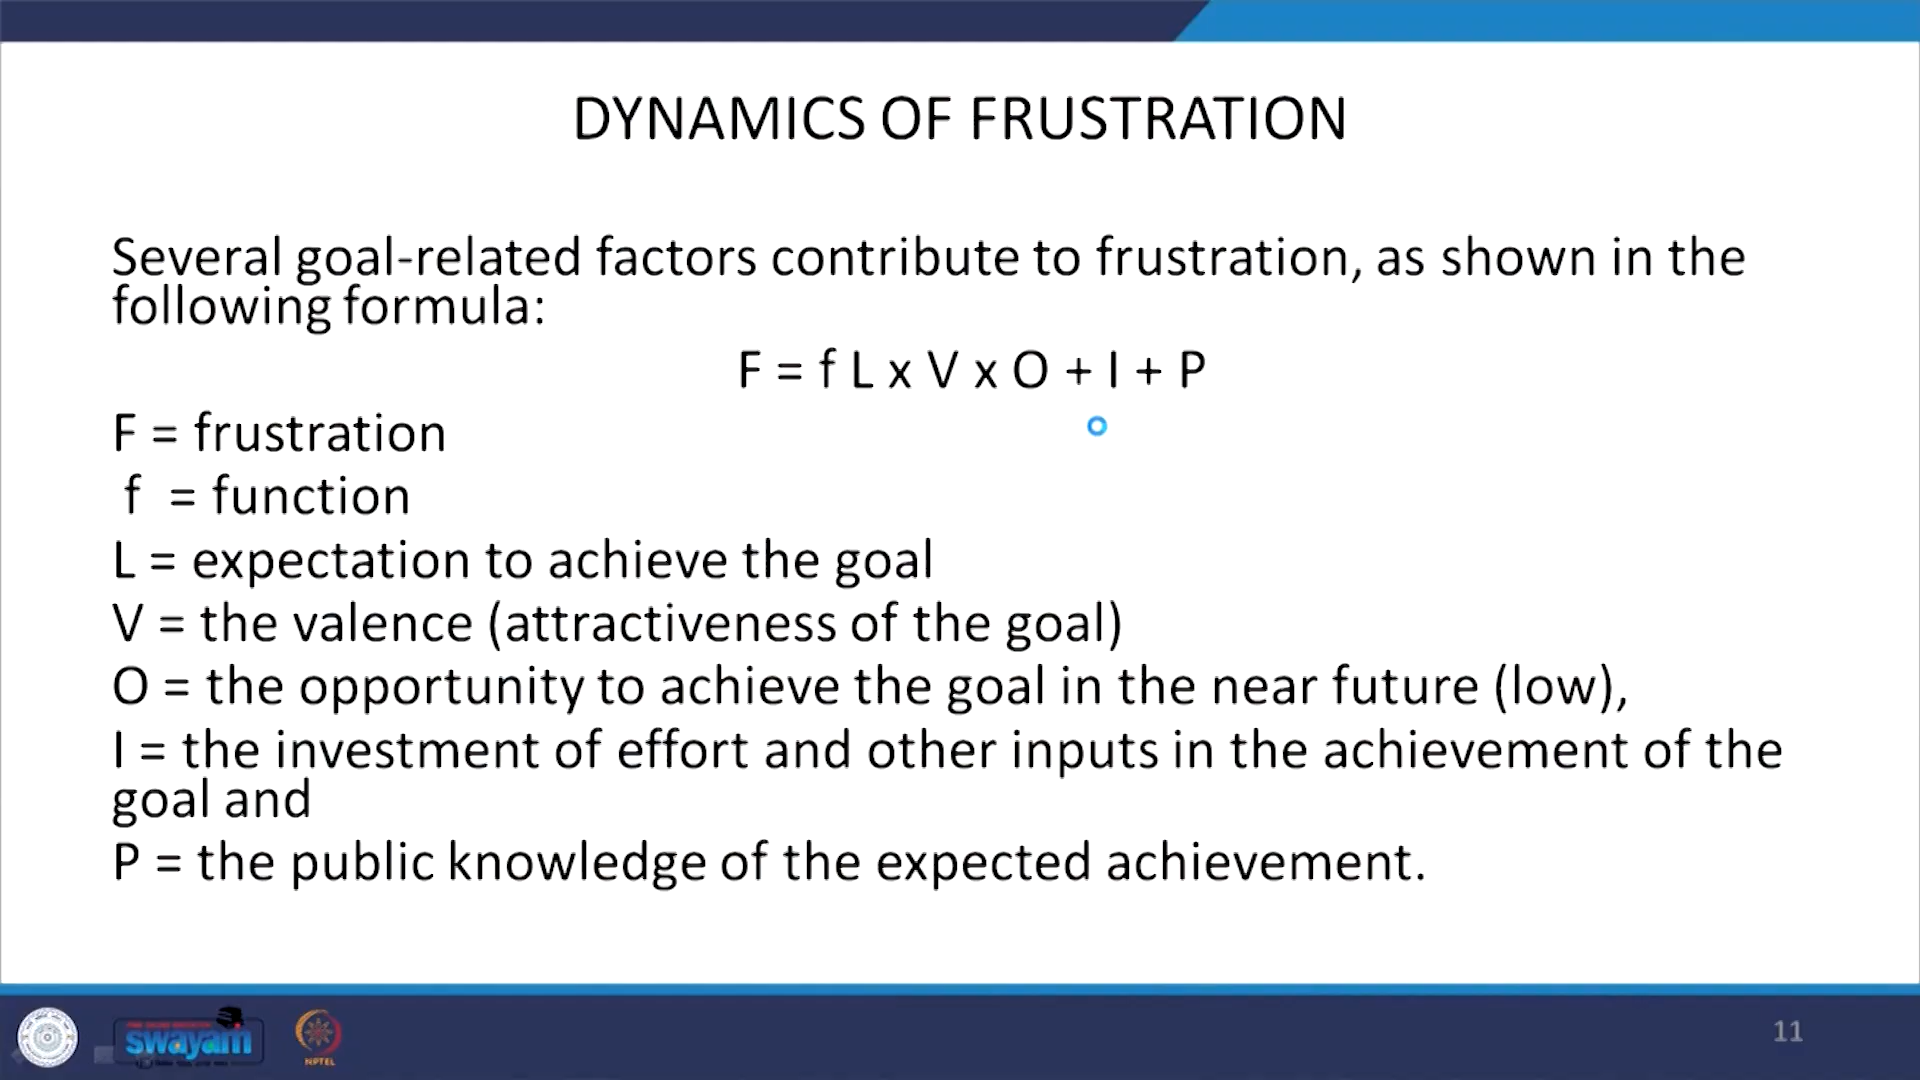 DYNAMICS OF FRUSTRATION
Several goal-related factors contribute to frustration, as shown in the
following formula:
F = f L x V x O + I + P
F = frustration
f = function
L = expectation to achieve the goal
V = the valence (attractiveness of the goal)
O = the opportunity to achieve the goal in the near future (low),
I = the investment of effort and other inputs in the achievement of the
goal and
P = the public knowledge of the expected achievement.
swayam
NPTEL
11